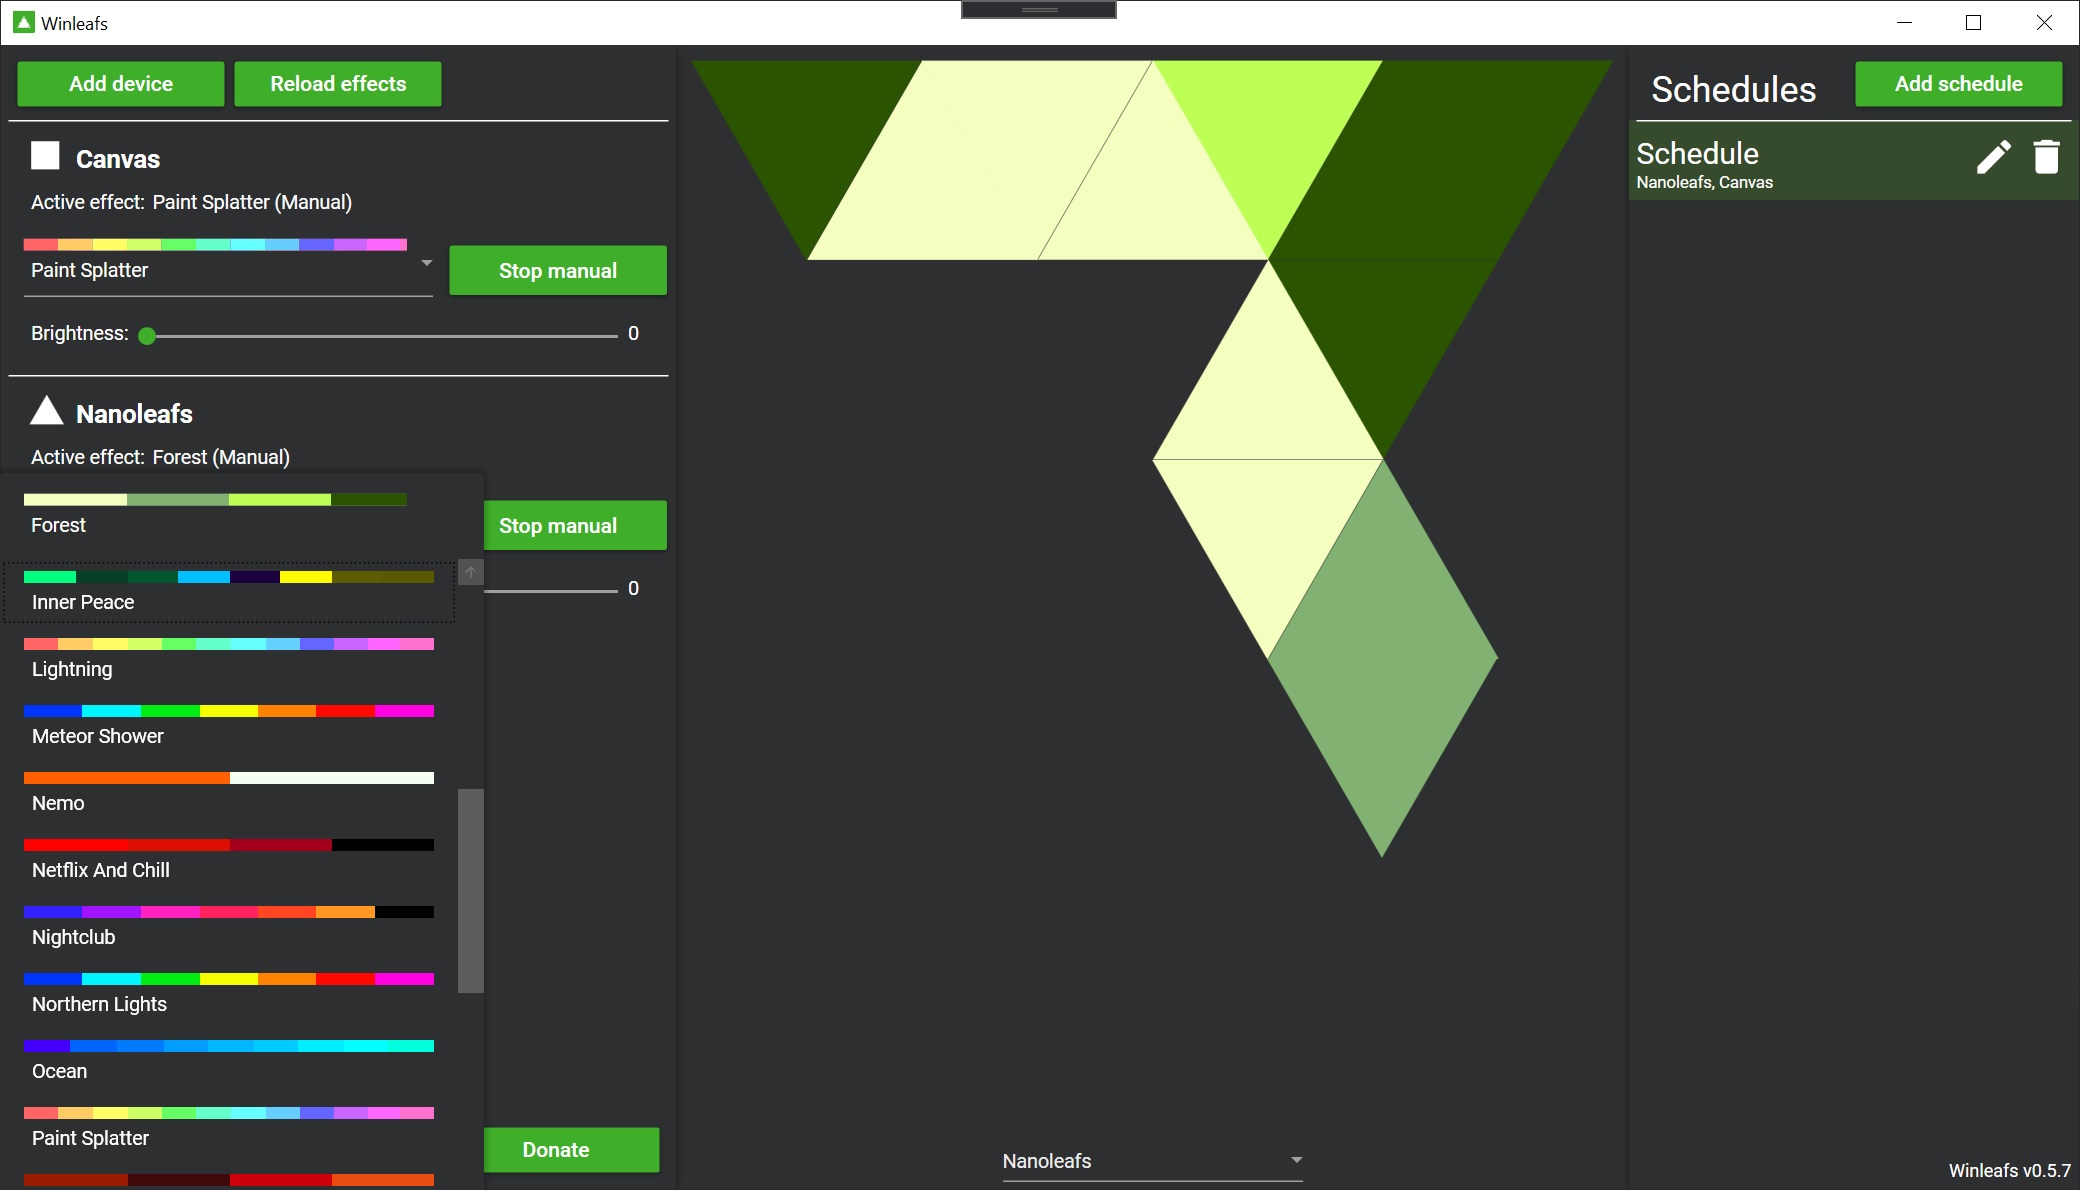 Winleafs
Add device
Reload effects
Canvas
Active effect: Paint Splatter (Manual)
Paint Splatter
Stop manual
Brightness:
0
Nanoleafs
Active effect: Forest (Manual)
Forest
Stop manual
0
Inner Peace
Lightning
Meteor Shower
Nemo
Netflix And Chill
Nightclub
Northern Lights
Ocean
Paint Splatter
Donate
Nanoleafs
Schedules
Add schedule
Schedule
Nanoleafs, Canvas
Winleafs v0.5.7